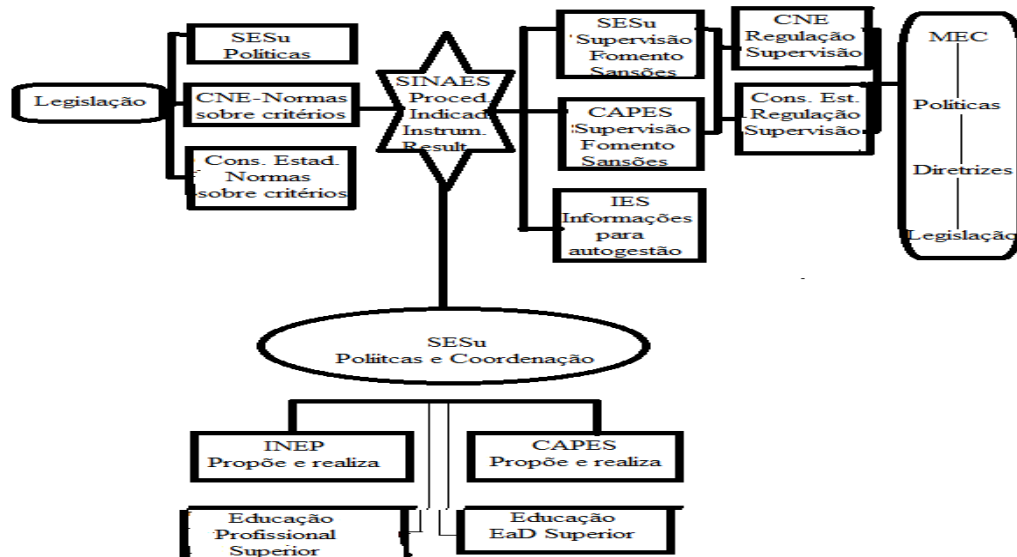 Legislação
SESu
Políticas
CNE-Normas
sobre critérios
Cons. Estad.
Normas
sobre critérios
SINAES
Proced.
Indicad
Instrum.
Result.
SESu
Supervisão
Fomento
Sansões
CAPES
Supervisão
Fomento
Sansões
IES
Informações
para
autogestão
CNE
Regulação
Supervisão
Cons. Est.
Regulação
Supervisão
MEC
Políticas
Diretrizes
Legislação
SESu
Poliitcas e Coordenação
INEP
Propõe e realiza
CAPES
Propõe e realiza
Educação
Profissional
Superior
Educação
EaD Superior